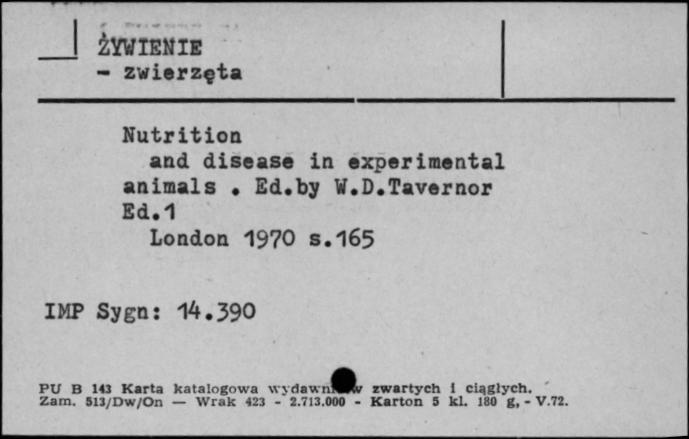 ŻYWIENIE
- zwierzęta
Nutrition
and disease in experimental
animals . Ed.by W.D.Tavernor
Ed.1
London 1970 s.165
IMP Sygn: 14.390
PU B 143 Karta katalogowa zwartych i ciągłych.
Zam. 513/Dw/On — Wrak 423 - 2.713.000 - Karton 5 kl. 180 g, - V.72.